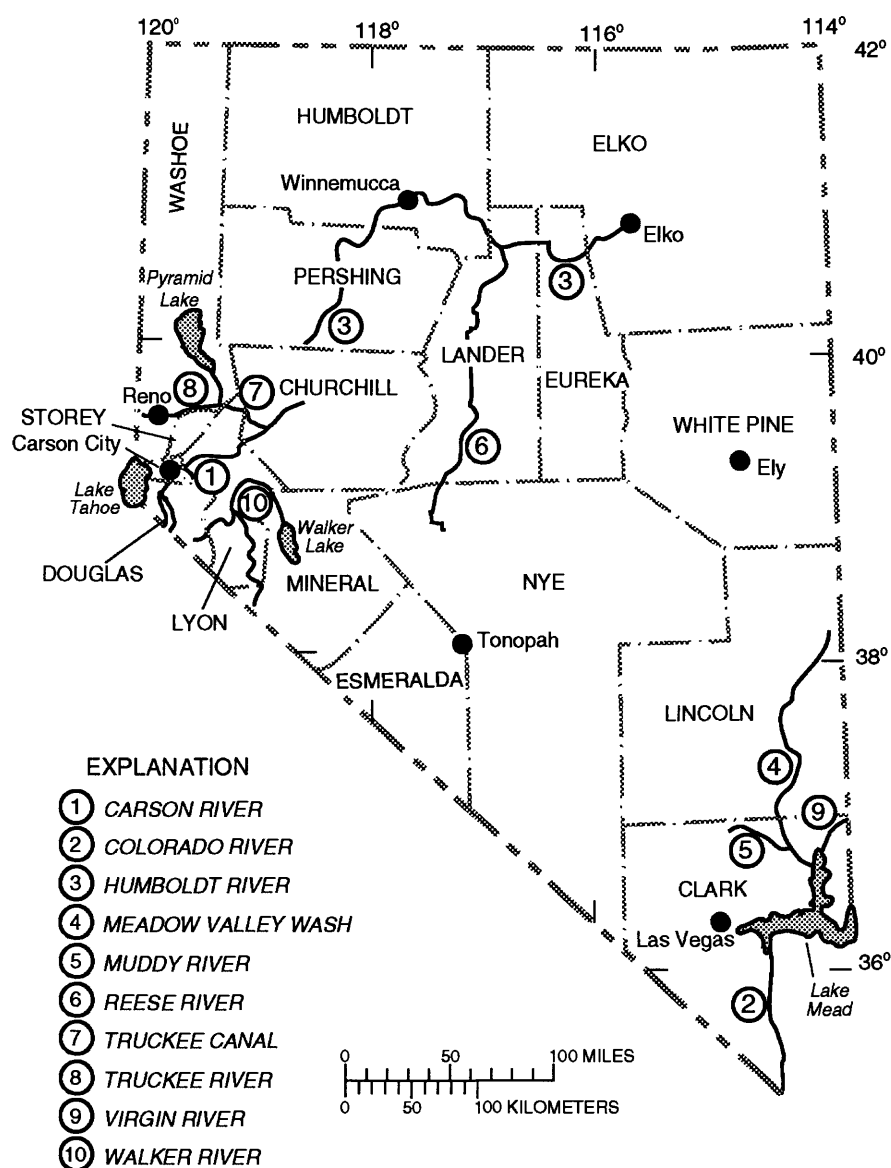 120° 118° 116° 114°
42°
HUMBOLDT
ELKO
WASHOE
Winnemucca
Elko
Pyramid
Lake
PERSHING
3
3
40°
LANDER
EUREKA
8
7
CHURCHILL
Reno
STOREY
Carson City
WHITE PINE
Ely
6
1
Lake
Tahoe
10
Walker
Lake
DOUGLAS
MINERAL
NYE
LYON
Tonopah
38°
ESMERALDA
LINCOLN
4
9
5
CLARK
Las Vegas
36°
Lake
Mead
2
EXPLANATION
1 CARSON RIVER
2 COLORADO RIVER
3 HUMBOLDT RIVER
4 MEADOW VALLEY WASH
5 MUDDY RIVER
6 REESE RIVER
7 TRUCKEE CANAL
8 TRUCKEE RIVER
9 VIRGIN RIVER
10 WALKER RIVER
0 50 100 MILES
0 50 100 KILOMETERS